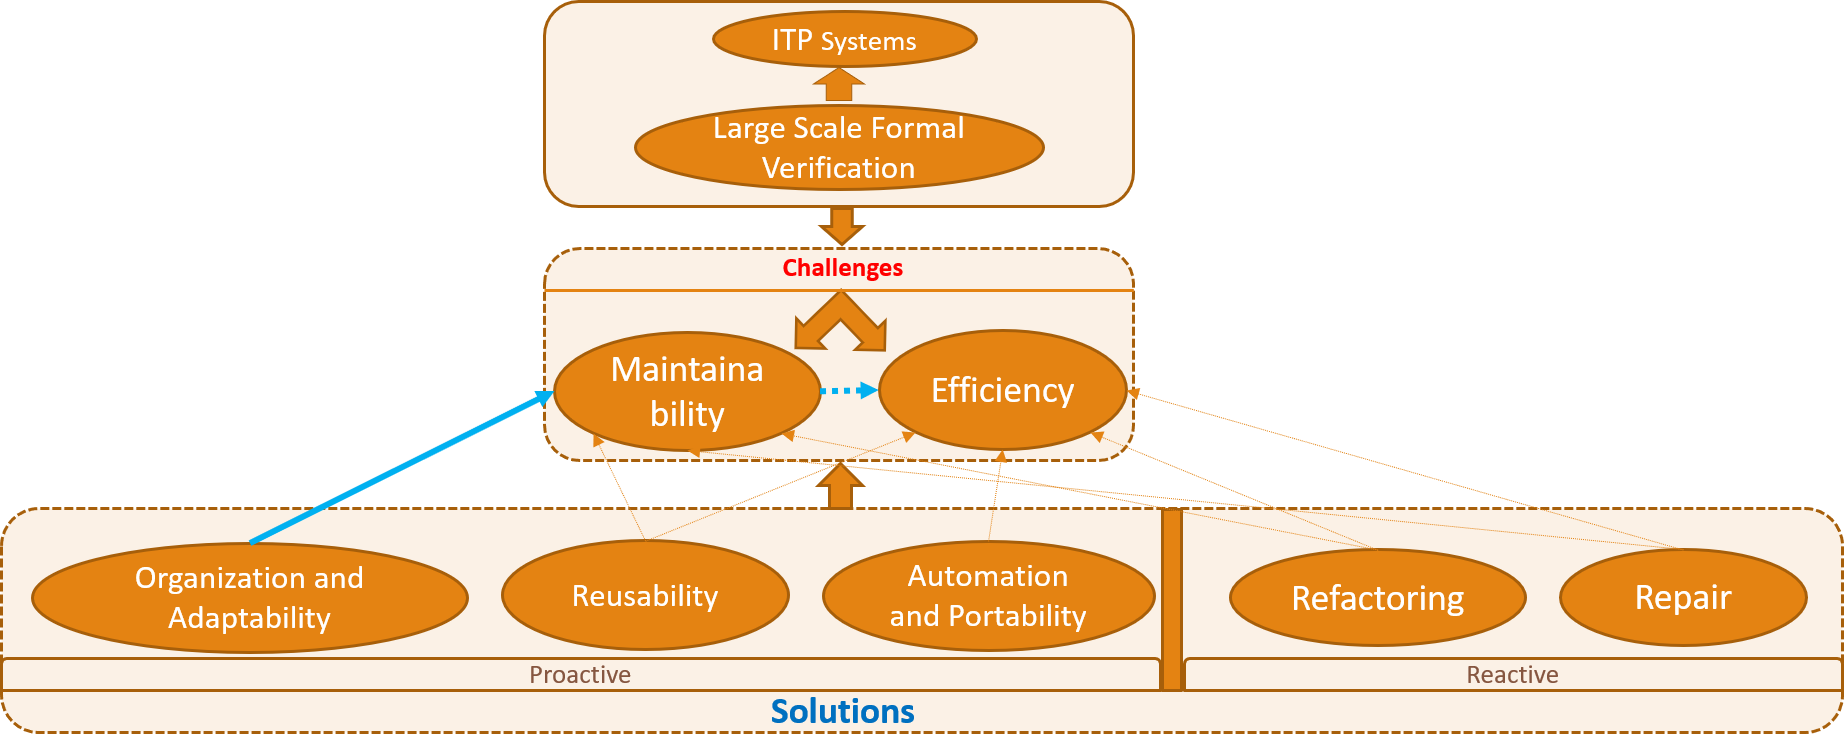 ITP Systems
Large Scale Formal
Verification
Challenges
Maintaina
bility
Efficiency
Organization and
Adaptability
Reusability
Automation
and Portability
Refactoring
Repair
Proactive
Reactive
Solutions